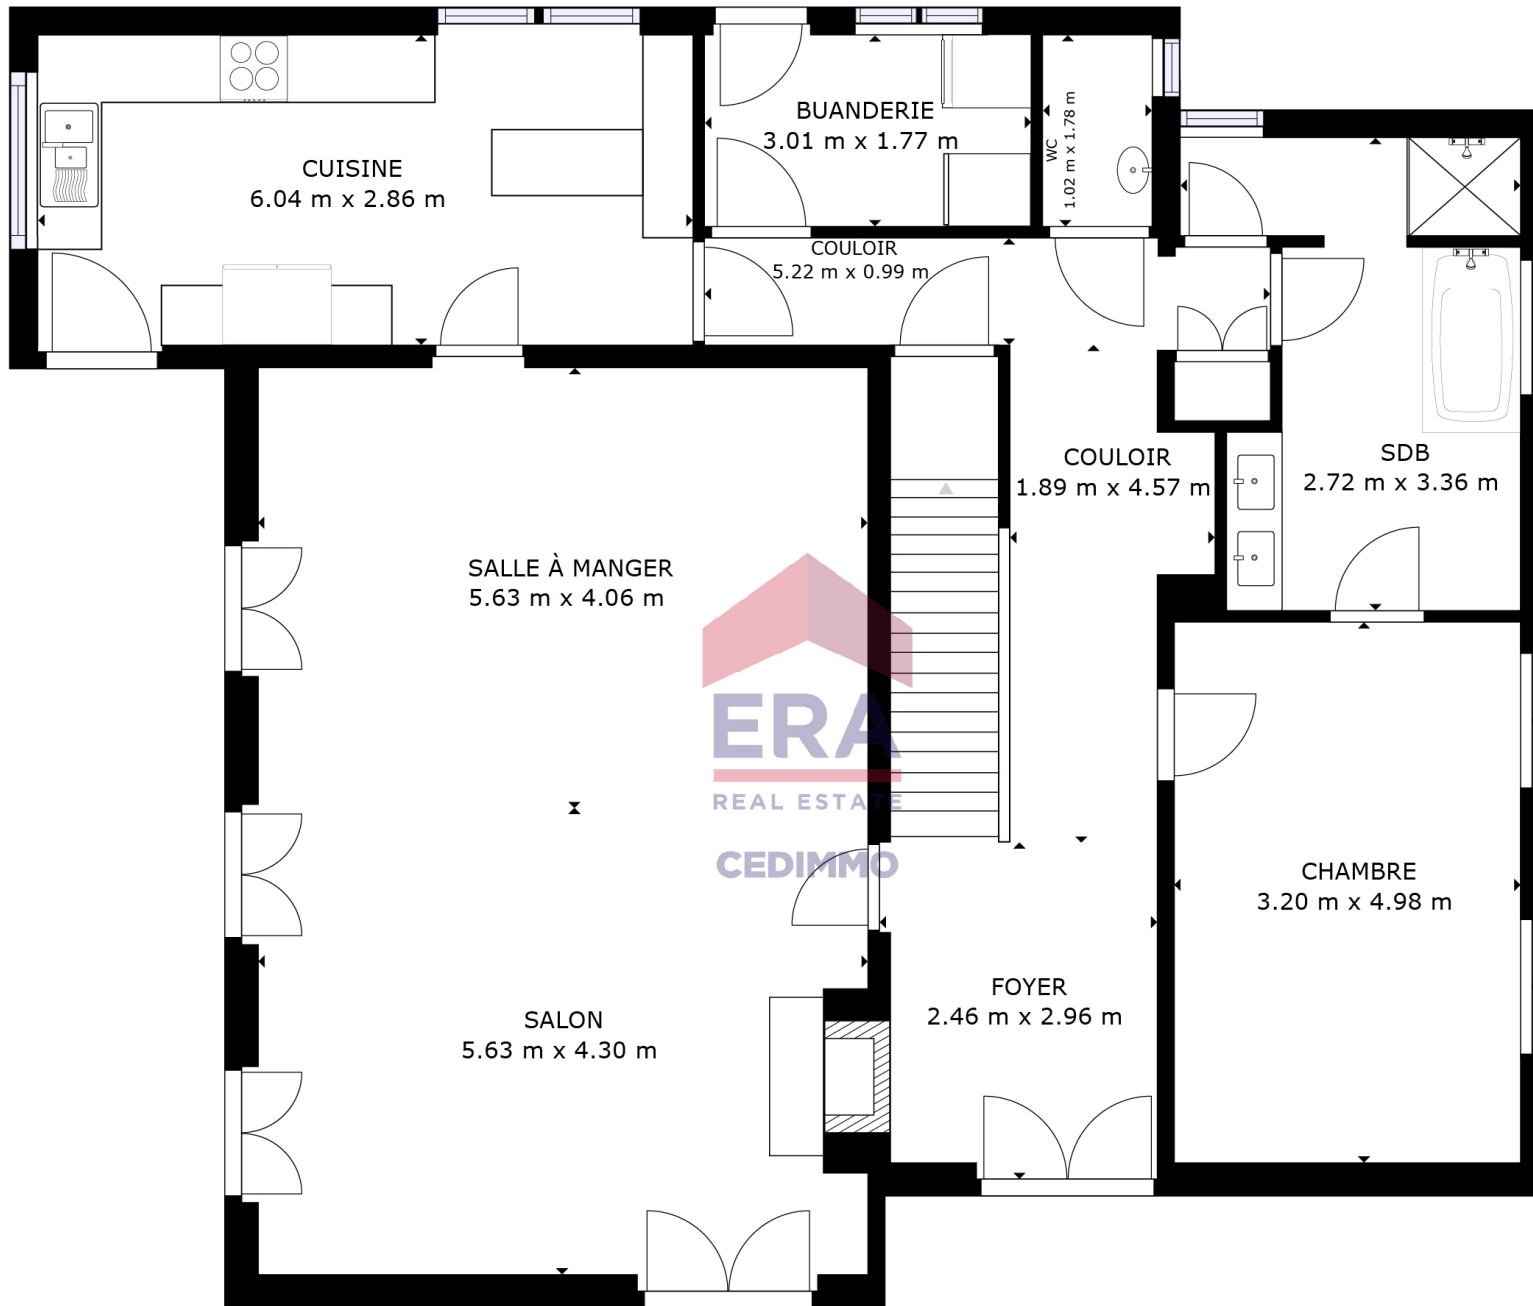 CUISINE
6.04 m x 2.86 m
BUANDERIE
3.01 m x 1.77 m
WC
1.02 m x 1.78 m
COULOIR
5.22 m x 0.99 m
COULOIR
1.89 m x 4.57 m
SDB
2.72 m x 3.36 m
SALLE À MANGER
5.63 m x 4.06 m
ERA
REAL ESTATE
CEDIMMO
CHAMBRE
3.20 m x 4.98 m
FOYER
2.46 m x 2.96 m
SALON
5.63 m x 4.30 m